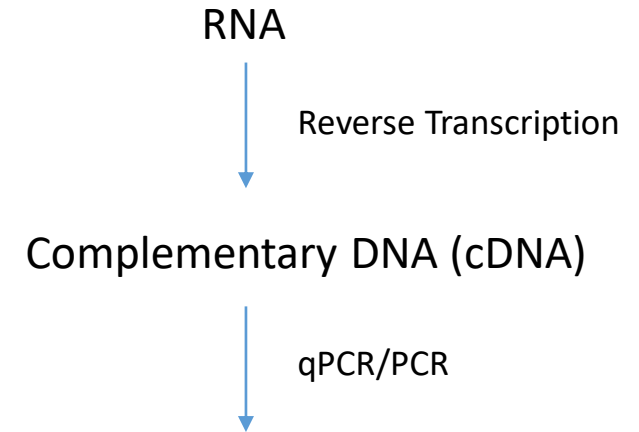 RNA
Reverse Transcription
Complementary DNA (cDNA)
qPCR/PCR